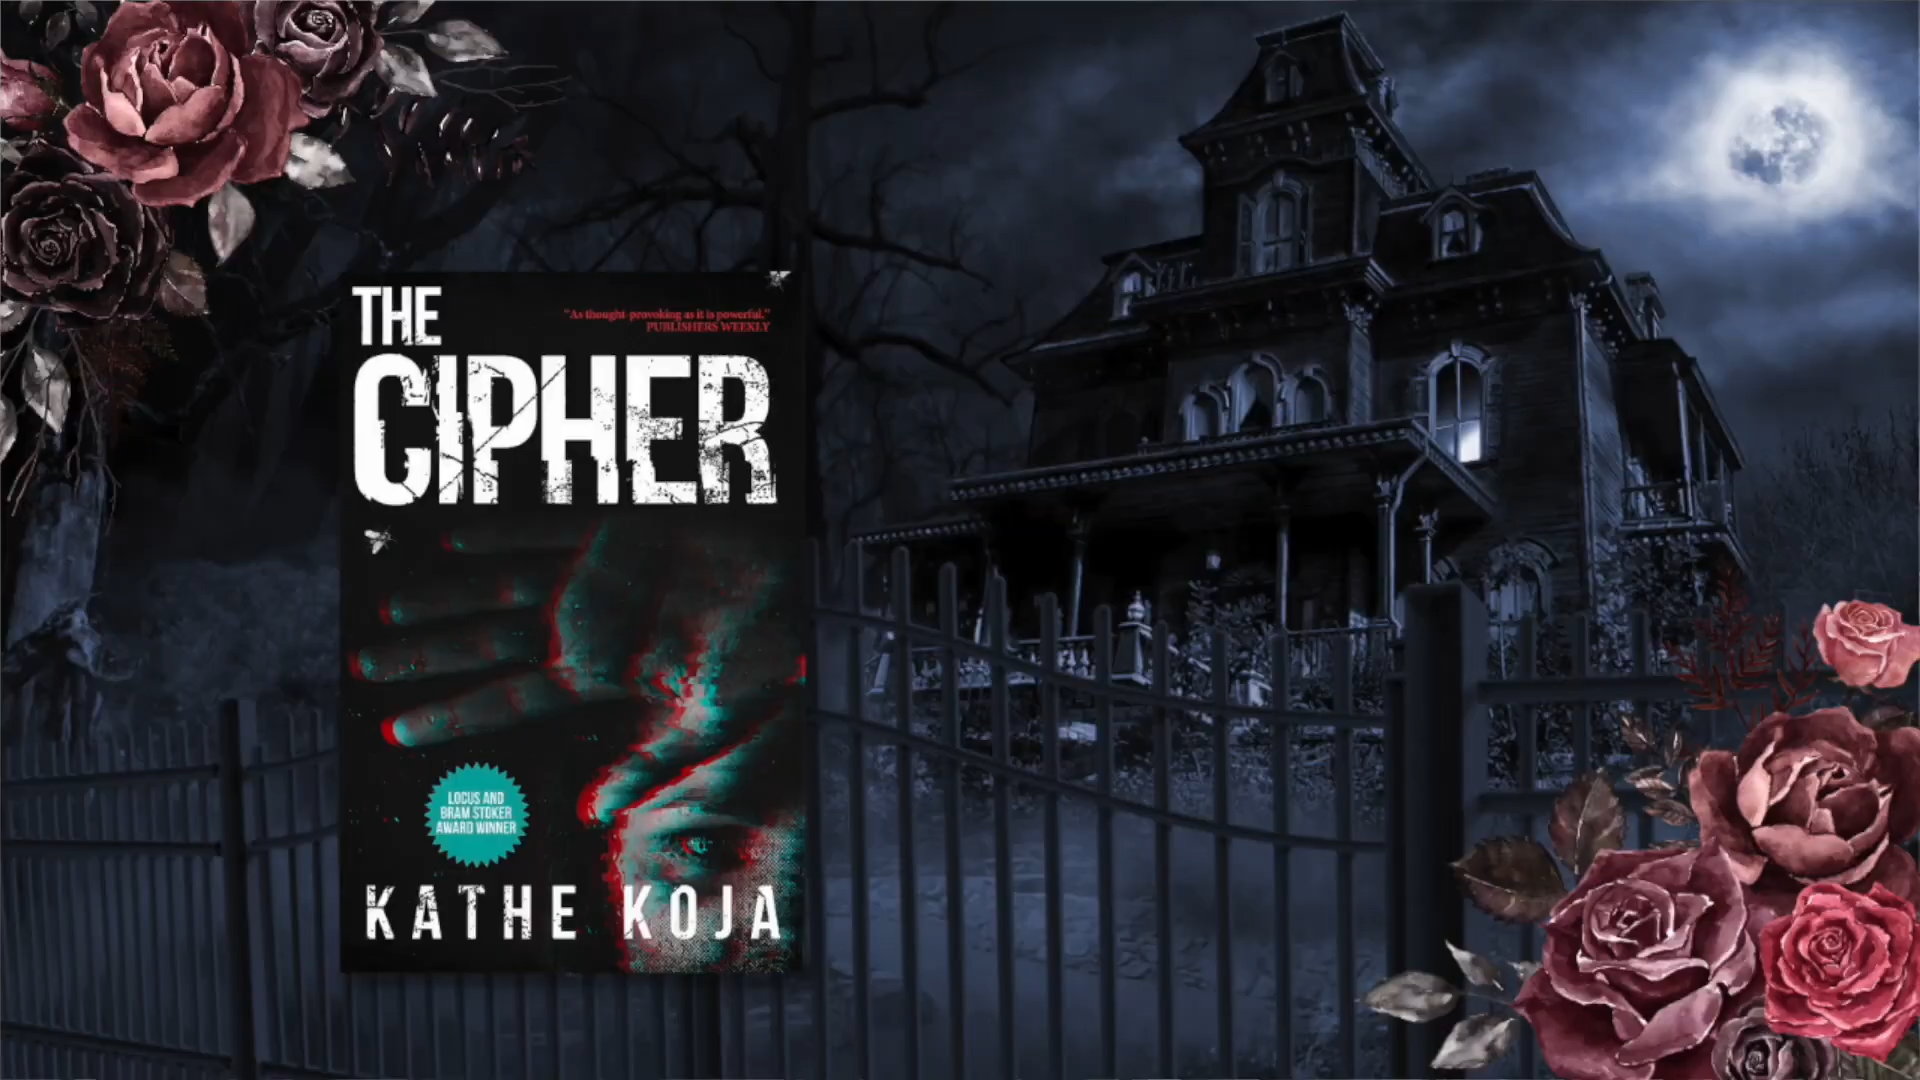 THE
CIPHER
"As thought-provoking as it is powerful."
PUBLISHERS WEEKLY
LOCUS AND
BRAM STOKER
AWARD WINNER
KATHE KOJA